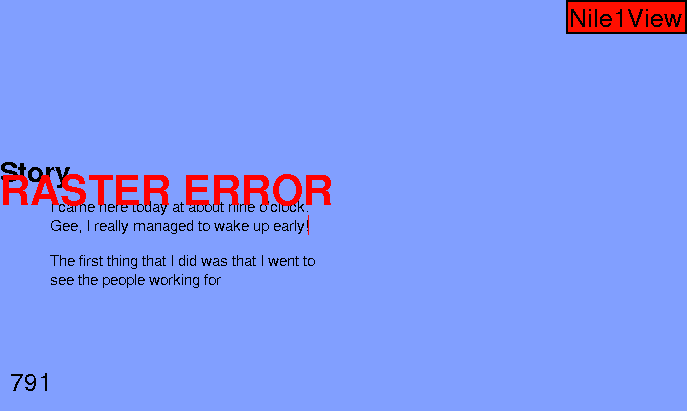 Nile1View
Story
RASTER ERROR
I came here today at about nine o'clock.
Gee, I really managed to wake up early!
The first thing that I did was that I went to
see the people working for
791